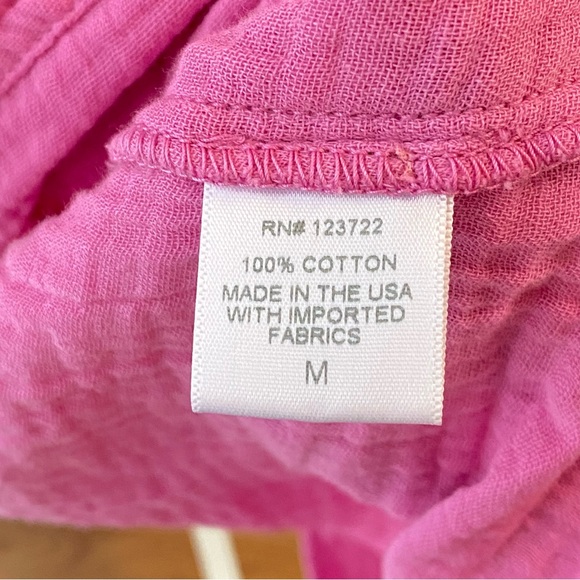 RN# 123722
100% COTTON
MADE IN THE USA
WITH IMPORTED
FABRICS
M